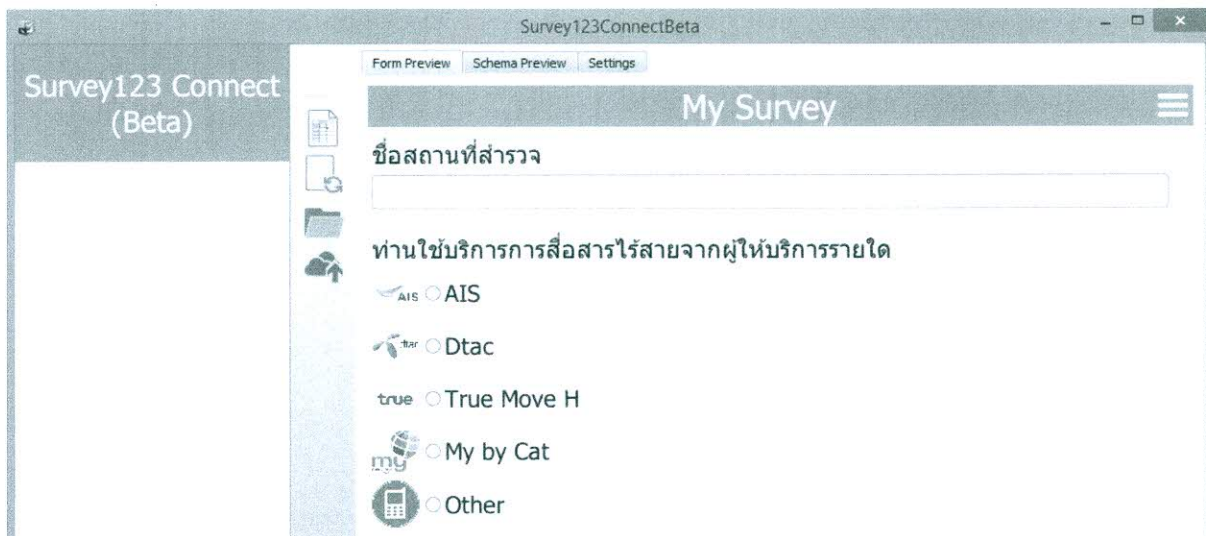 Survey123ConnectBeta
Survey123 Connect
(Beta)
Form Preview Schema Preview Settings
My Survey
ชื่อสถานที่สำรวจ
ท่านใช้บริการการสื่อสารไร้สายจากผู้ให้บริการรายใด
AIS AIS
Dtac
true True Move H
my My by Cat
Other